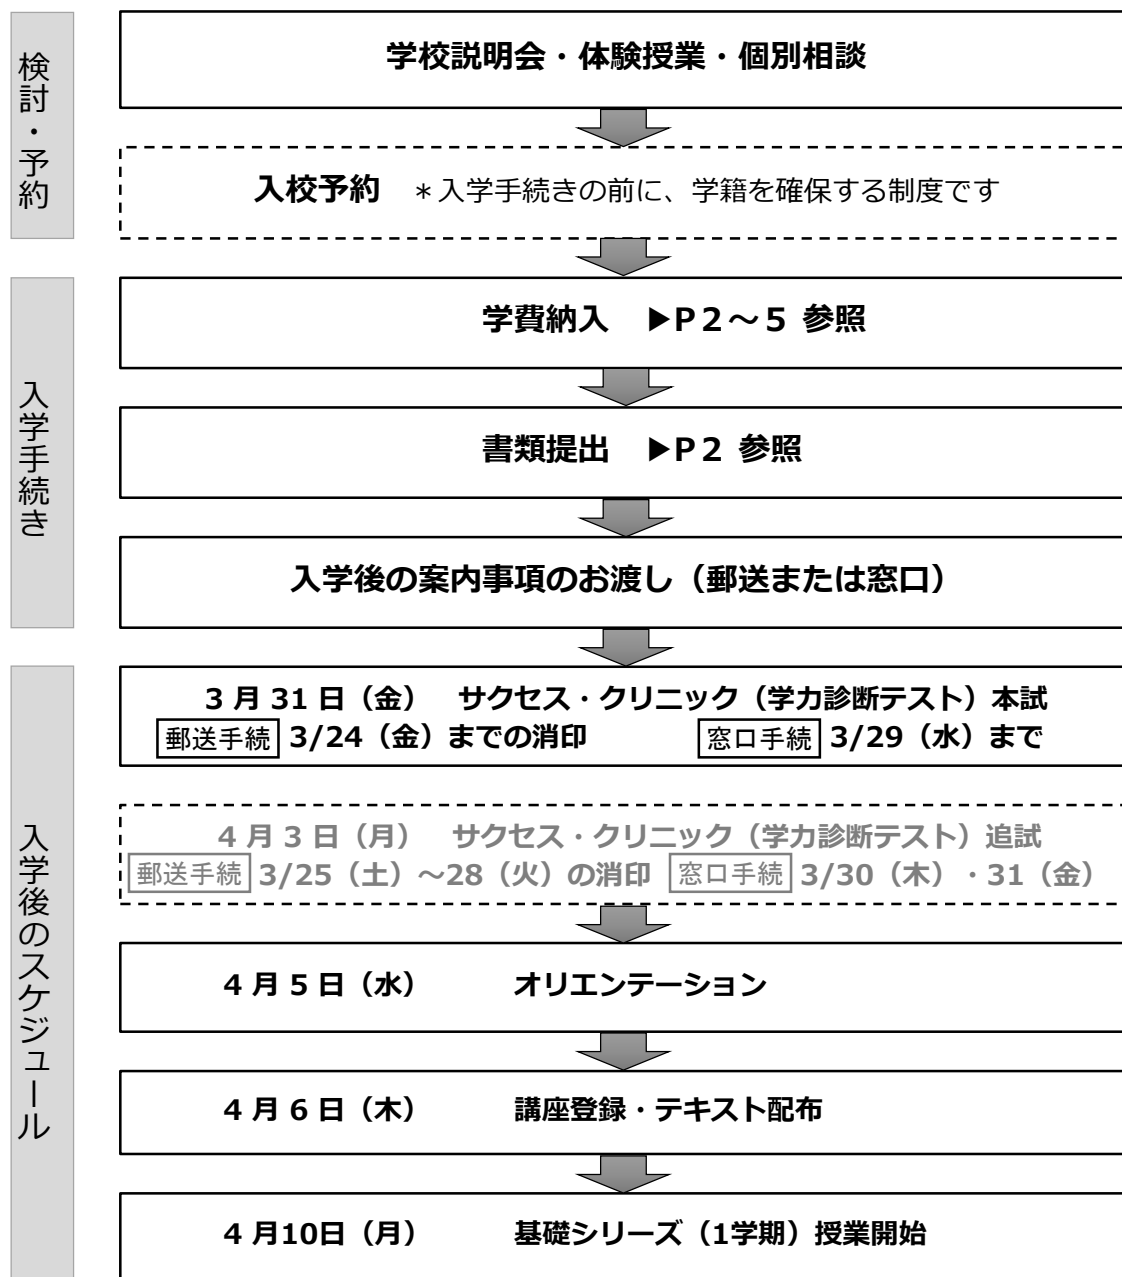 検討・予約
学校説明会・体験授業・個別相談
入校予約 ＊入学手続きの前に、学籍を確保する制度です
入学手続き
学費納入 ▶P２～５ 参照
書類提出 ▶P２ 参照
入学後の案内事項のお渡し（郵送または窓口）
入学後のスケジュール
3 月 31 日（金） サクセス・クリニック（学力診断テスト）本試
郵送手続 3/24（金）までの消印 窓口手続 3/29（水）まで
4 月 3 日（月） サクセス・クリニック（学力診断テスト）追試
郵送手続 3/25（土）～28（火）の消印 窓口手続 3/30（木）・31（金）
4 月 5 日（水） オリエンテーション
4 月 6 日（木） 講座登録・テキスト配布
4 月10日（月） 基礎シリーズ（1学期）授業開始